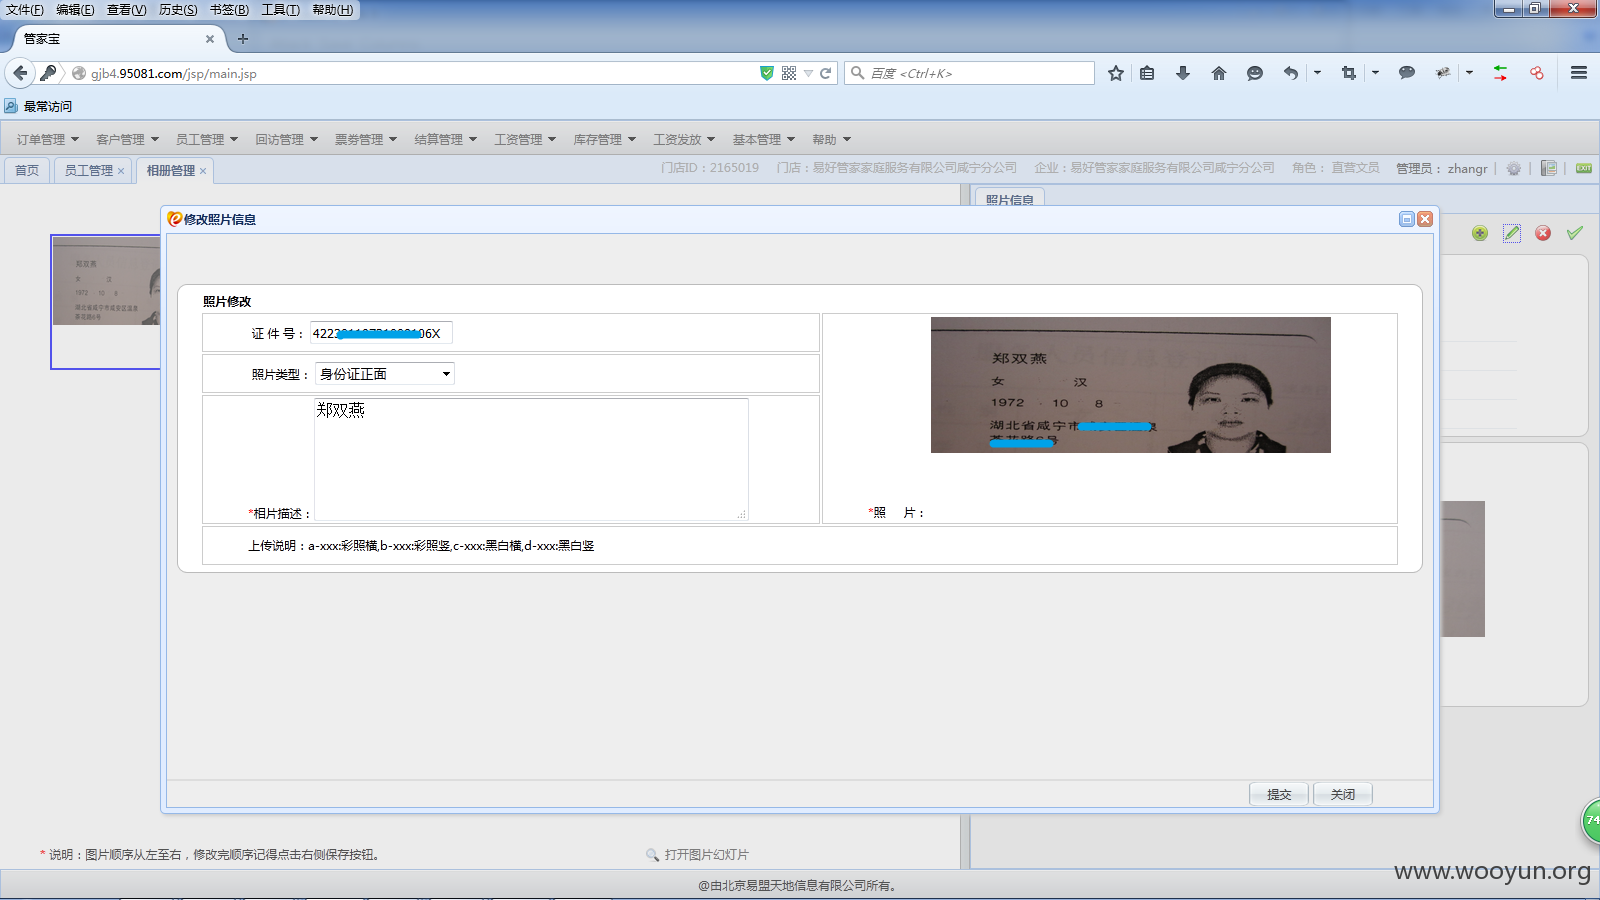 文件(F) 编辑(E) 查看(V) 历史(S) 书签(B) 工具(T) 帮助(H)
管家宝
gjb4.95081.com/jsp/main.jsp
百度 <Ctrl+K>
最常访问
订单管理 客户管理 员工管理 回访管理 票券管理 结算管理 工资管理 库存管理 工资发放 基本管理 帮助
首页 员工管理 相册管理 门店ID：2165019 门店：易好管家家庭服务有限公司咸宁分公司 企业：易好管家家庭服务有限公司咸宁分公司 角色： 直营文员 管理员： zhangr
EXIT
照片信息
修改照片信息
照片修改
证 件 号：
06X
照片类型： 身份证正面
郑双燕
*相片描述：
郑双燕
女 汉
1972 10 8
湖北省咸宁市
*照 片：
上传说明：a-xxx:彩照横,b-xxx:彩照竖,c-xxx:黑白横,d-xxx:黑白竖
提交 关闭
74
* 说明：图片顺序从左至右，修改完顺序记得点击右侧保存按钮。
打开图片幻灯片
@由北京易盟天地信息有限公司所有。
www.wooyun.org